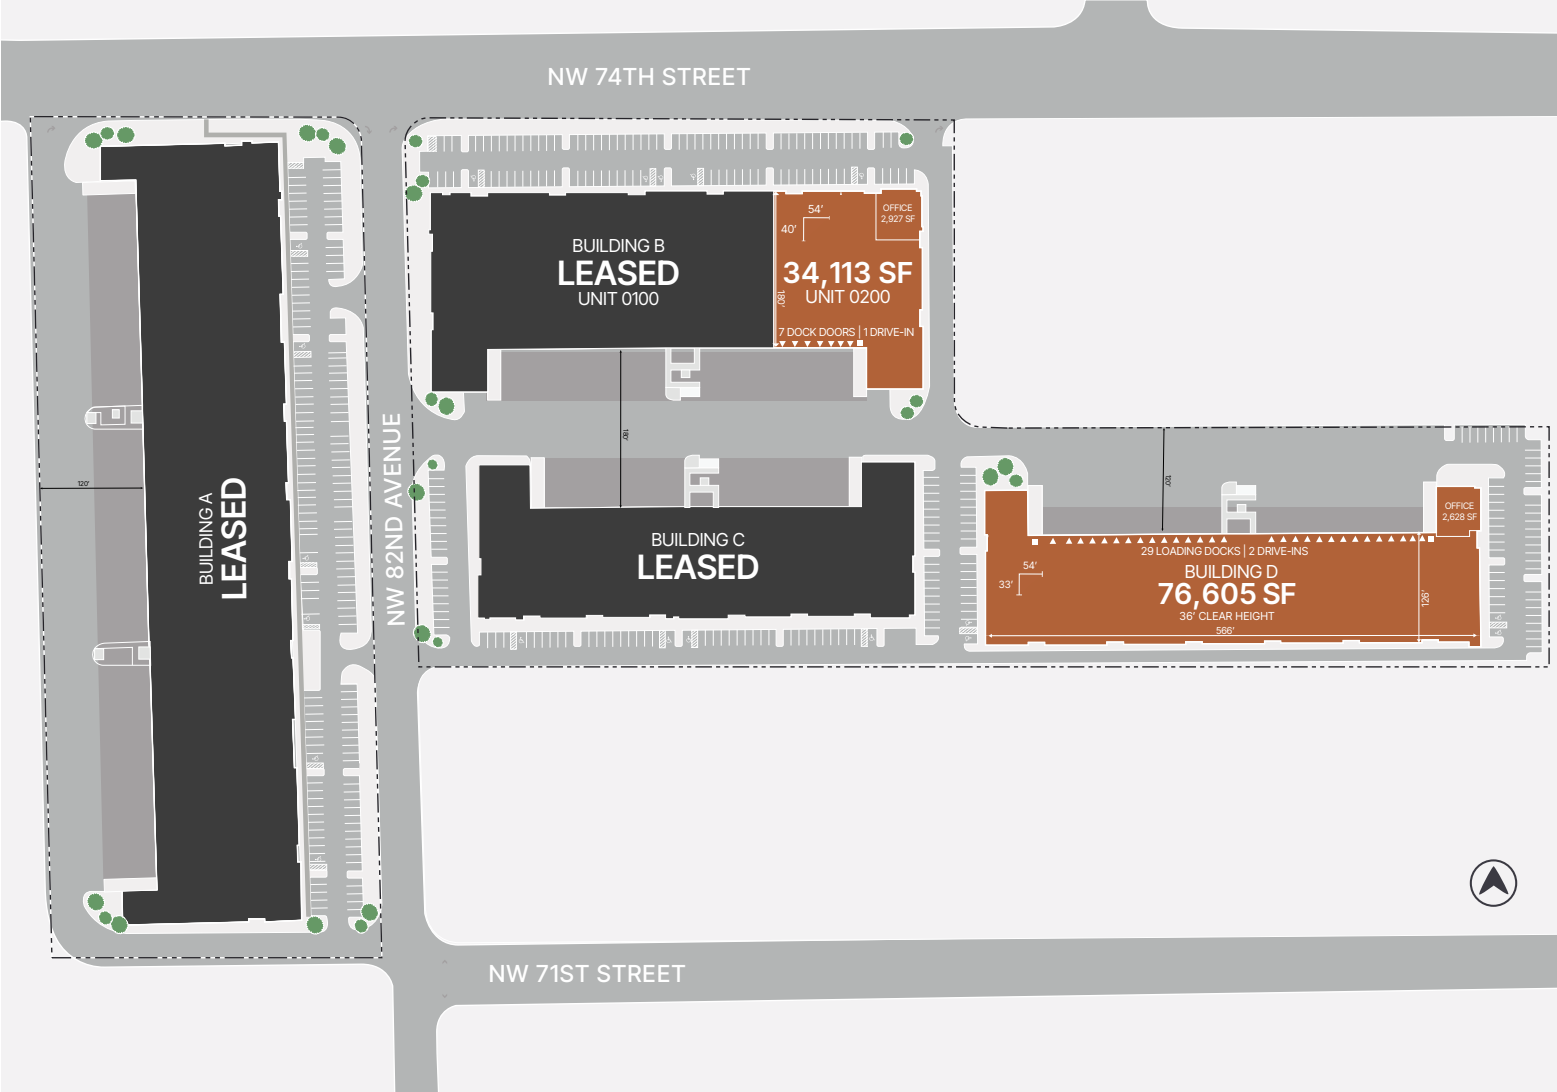 NW 74TH STREET
BUILDING B
LEASED
UNIT 0100
54'
40'
OFFICE
2,927 SF
34,113 SF
UNIT 0200
180'
7 DOCK DOORS | 1 DRIVE-IN
180'
NW 82ND AVENUE
120'
BUILDING A
LEASED
BUILDING C
LEASED
120'
OFFICE
2,628 SF
29 LOADING DOCKS | 2 DRIVE-INS
54'
33'
BUILDING D
76,605 SF
36' CLEAR HEIGHT
126'
566'
NW 71ST STREET